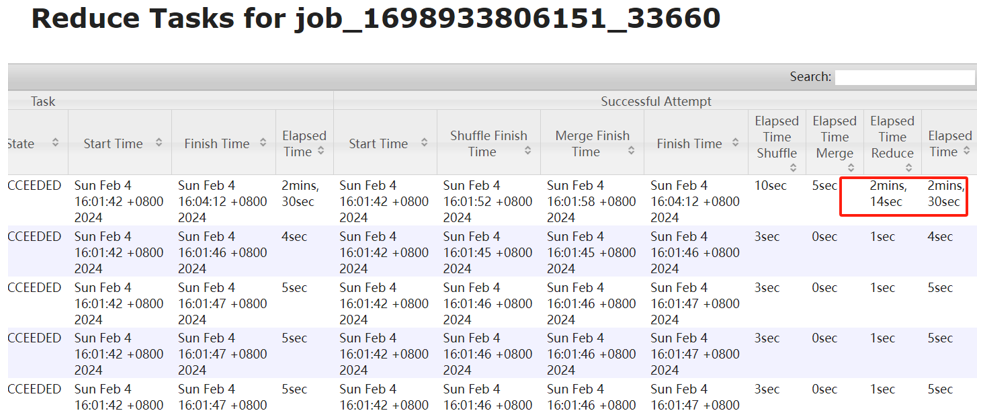 Reduce Tasks for job_1698933806151_33660
Search:
Task Successful Attempt
State Start Time Finish Time Elapsed Time Start Time Shuffle Finish Time Merge Finish Time Finish Time Elapsed Time Shuffle Elapsed Time Merge Elapsed Time Reduce Elapsed Time
CCEEDED Sun Feb 4 Sun Feb 4 2mins, Sun Feb 4 Sun Feb 4 Sun Feb 4 Sun Feb 4 10sec 5sec 2mins, 2mins,
16:01:42 +0800 16:04:12 +0800 30sec 16:01:42 +0800 16:01:52 +0800 16:01:58 +0800 16:04:12 +0800 14sec 30sec
2024 2024 2024 2024 2024 2024
CCEEDED Sun Feb 4 Sun Feb 4 4sec Sun Feb 4 Sun Feb 4 Sun Feb 4 Sun Feb 4 3sec 0sec 1sec 4sec
16:01:42 +0800 16:01:46 +0800 16:01:42 +0800 16:01:45 +0800 16:01:45 +0800 16:01:46 +0800
2024 2024 2024 2024 2024 2024
CCEEDED Sun Feb 4 Sun Feb 4 5sec Sun Feb 4 Sun Feb 4 Sun Feb 4 Sun Feb 4 3sec 0sec 1sec 5sec
16:01:42 +0800 16:01:47 +0800 16:01:42 +0800 16:01:46 +0800 16:01:46 +0800 16:01:47 +0800
2024 2024 2024 2024 2024 2024
CCEEDED Sun Feb 4 Sun Feb 4 5sec Sun Feb 4 Sun Feb 4 Sun Feb 4 Sun Feb 4 3sec 0sec 1sec 5sec
16:01:42 +0800 16:01:47 +0800 16:01:42 +0800 16:01:46 +0800 16:01:46 +0800 16:01:47 +0800
2024 2024 2024 2024 2024 2024
CCEEDED Sun Feb 4 Sun Feb 4 5sec Sun Feb 4 Sun Feb 4 Sun Feb 4 Sun Feb 4 3sec 0sec 1sec 5sec
16:01:42 +0800 16:01:47 +0800 16:01:42 +0800 16:01:46 +0800 16:01:46 +0800 16:01:47 +0800